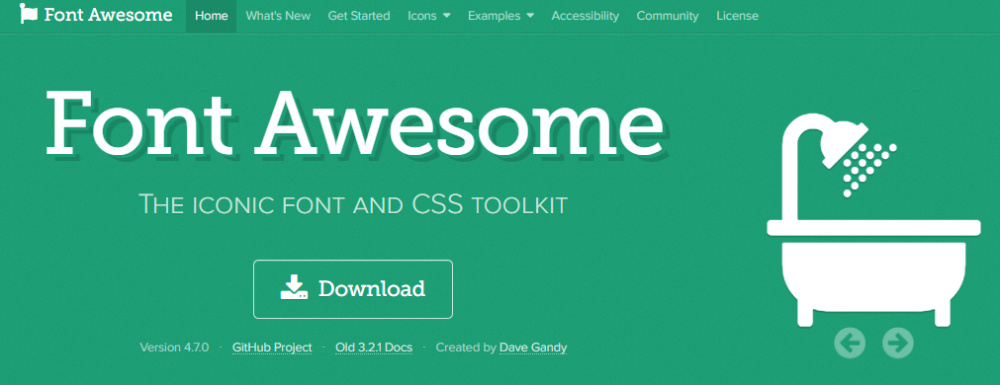 Font Awesome Home What's New Get Started Icons Examples Accessibility Community License
Font Awesome
The iconic font and CSS toolkit
Download
Version 4.7.0 · GitHub Project · Old 3.2.1 Docs · Created by Dave Gandy